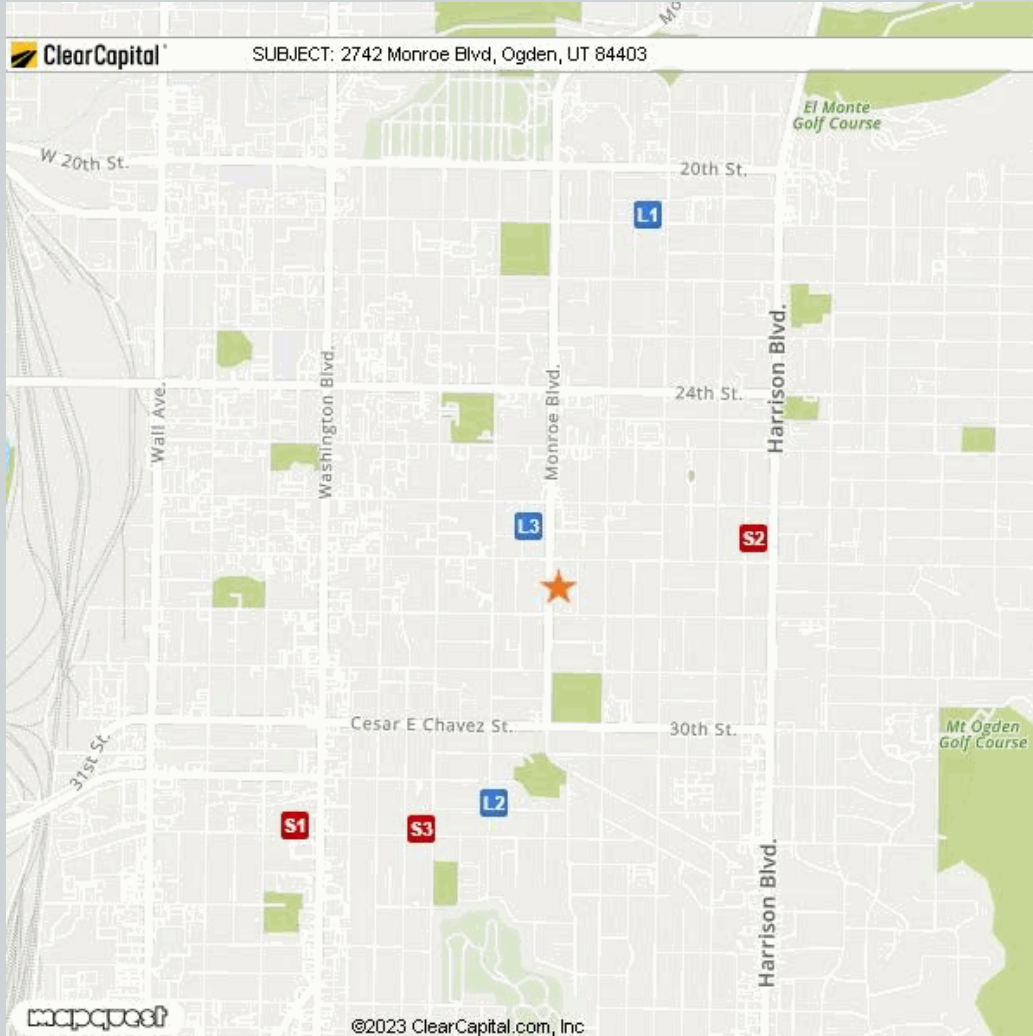 Mo
ClearCapital
SUBJECT: 2742 Monroe Blvd, Ogden, UT 84403
El Monte
Golf Course
W 20th St.
20th St.
L1
Harrison Blvd.
Washington Blvd.
Monroe Blvd.
Wall Ave.
24th St.
L3
S2
Cesar E Chavez St.
30th St.
Mt Ogden
Golf Course
31st St.
L2
S1
S3
Harrison Blvd.
mapquest
©2023 ClearCapital.com, Inc